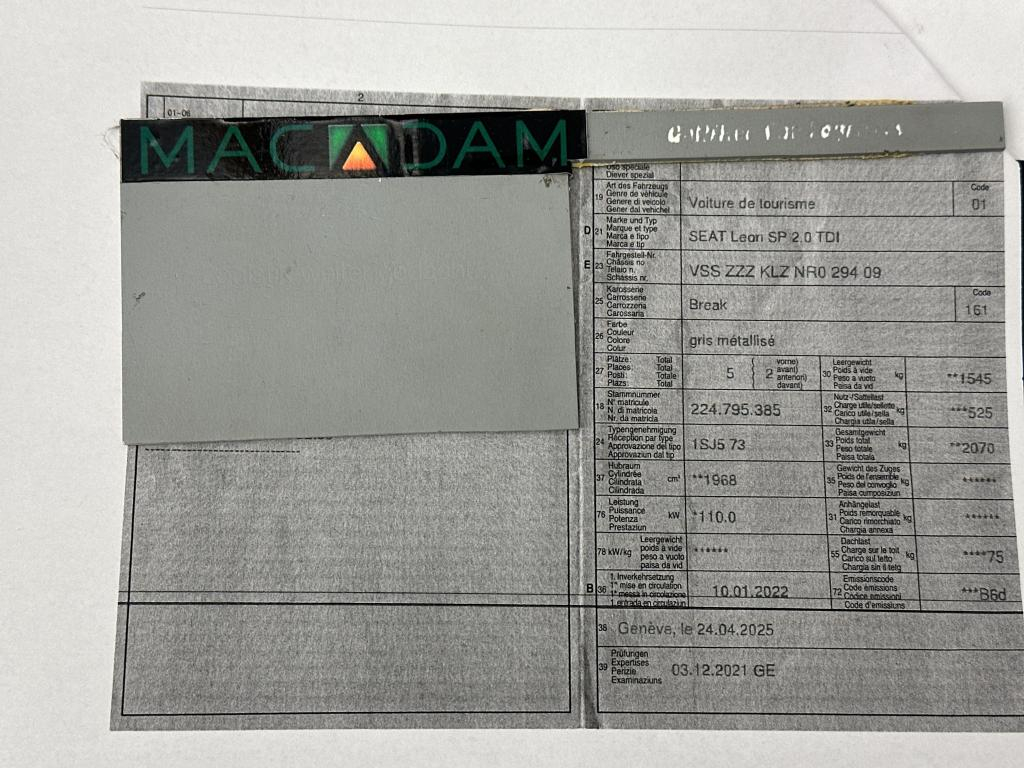 2
01-06
MACADAM
Diever spezial
19 Art des Fahrzeugs
Genre de véhicule
Genere di veicolo
Gener dal vehichel
Voiture de tourisme
Code
01
D 21 Marke und Typ
Marque et type
Marca e tipo
Marca e tip
SEAT Leon SP 2.0 TDI
E 23 Fahrgestell-Nr.
Châssis no
Telaio n.
Schassis nr.
VSS ZZZ KLZ NR0 294 09
25 Karosserie
Carrosserie
Carrozzeria
Carossaria
Break
Code
161
26 Farbe
Couleur
Colore
Colur
gris métallisé
27 Plätze: Total
Places: Total
Posti: Totale
Plazs: Total
5
( 2 vorne)
avant)
anteriori)
davant)
30 Leergewicht
Poids à vide kg
Peso a vuoto
Paisa da vid
**1545
18 Stammnummer
N° matricule
N. di matricola
Nr. da matricla
224.795.385
32 Nutz-/Sattellast
Charge utile/sellette kg
Carico utile/sella
Chargia utila/sella
***525
24 Typengenehmigung
Réception par type
Approvazione del tipo
Approvaziun dal tip
1SJ5 73
33 Gesamtgewicht
Poids total kg
Peso totale
Paisa totala
**2070
37 Hubraum
Cylindrée cm³
Cilindrata
Cilindrada
**1968
35 Gewicht des Zuges
Poids de l'ensemble kg
Peso del convoglio
Paisa cumposiziun
******
76 Leistung
Puissance kW
Potenza
Prestaziun
*110.0
31 Anhängelast
Poids remorquable kg
Carico rimorchiato
Chargia annexa
******
78 kW/kg Leergewicht
poids à vide
peso a vuoto
paisa da vid
******
55 Dachlast
Charge sur le toit kg
Carico sul tetto
Chargia sin il tetg
****75
B 36 1. Inverkehrsetzung
1re mise en circulation
1a messa in circolazione
1. entrada en circulaziun
10.01.2022
72 Emissionscode
Code émissions
Codice emissioni
Code d'emissiuns
***B6d
38 Genève, le 24.04.2025
39 Prüfungen
Expertises
Perizie
Examinaziuns
03.12.2021 GE